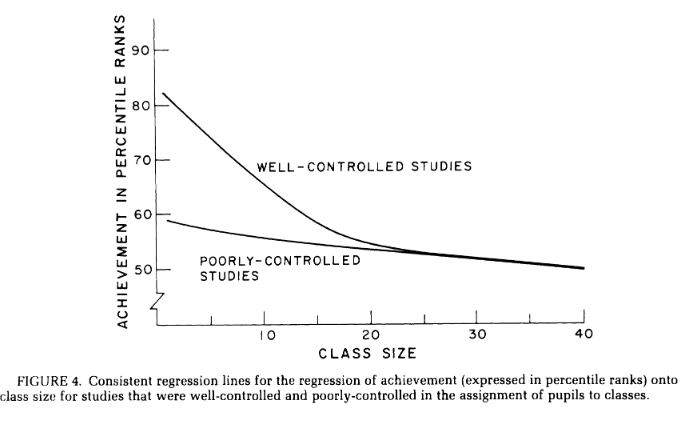 ACHIEVEMENT IN PERCENTILE RANKS
90
80
70
60
50
WELL-CONTROLLED STUDIES
POORLY-CONTROLLED
STUDIES
10
20
30
40
CLASS SIZE
FIGURE 4. Consistent regression lines for the regression of achievement (expressed in percentile ranks) onto
class size for studies that were well-controlled and poorly-controlled in the assignment of pupils to classes.